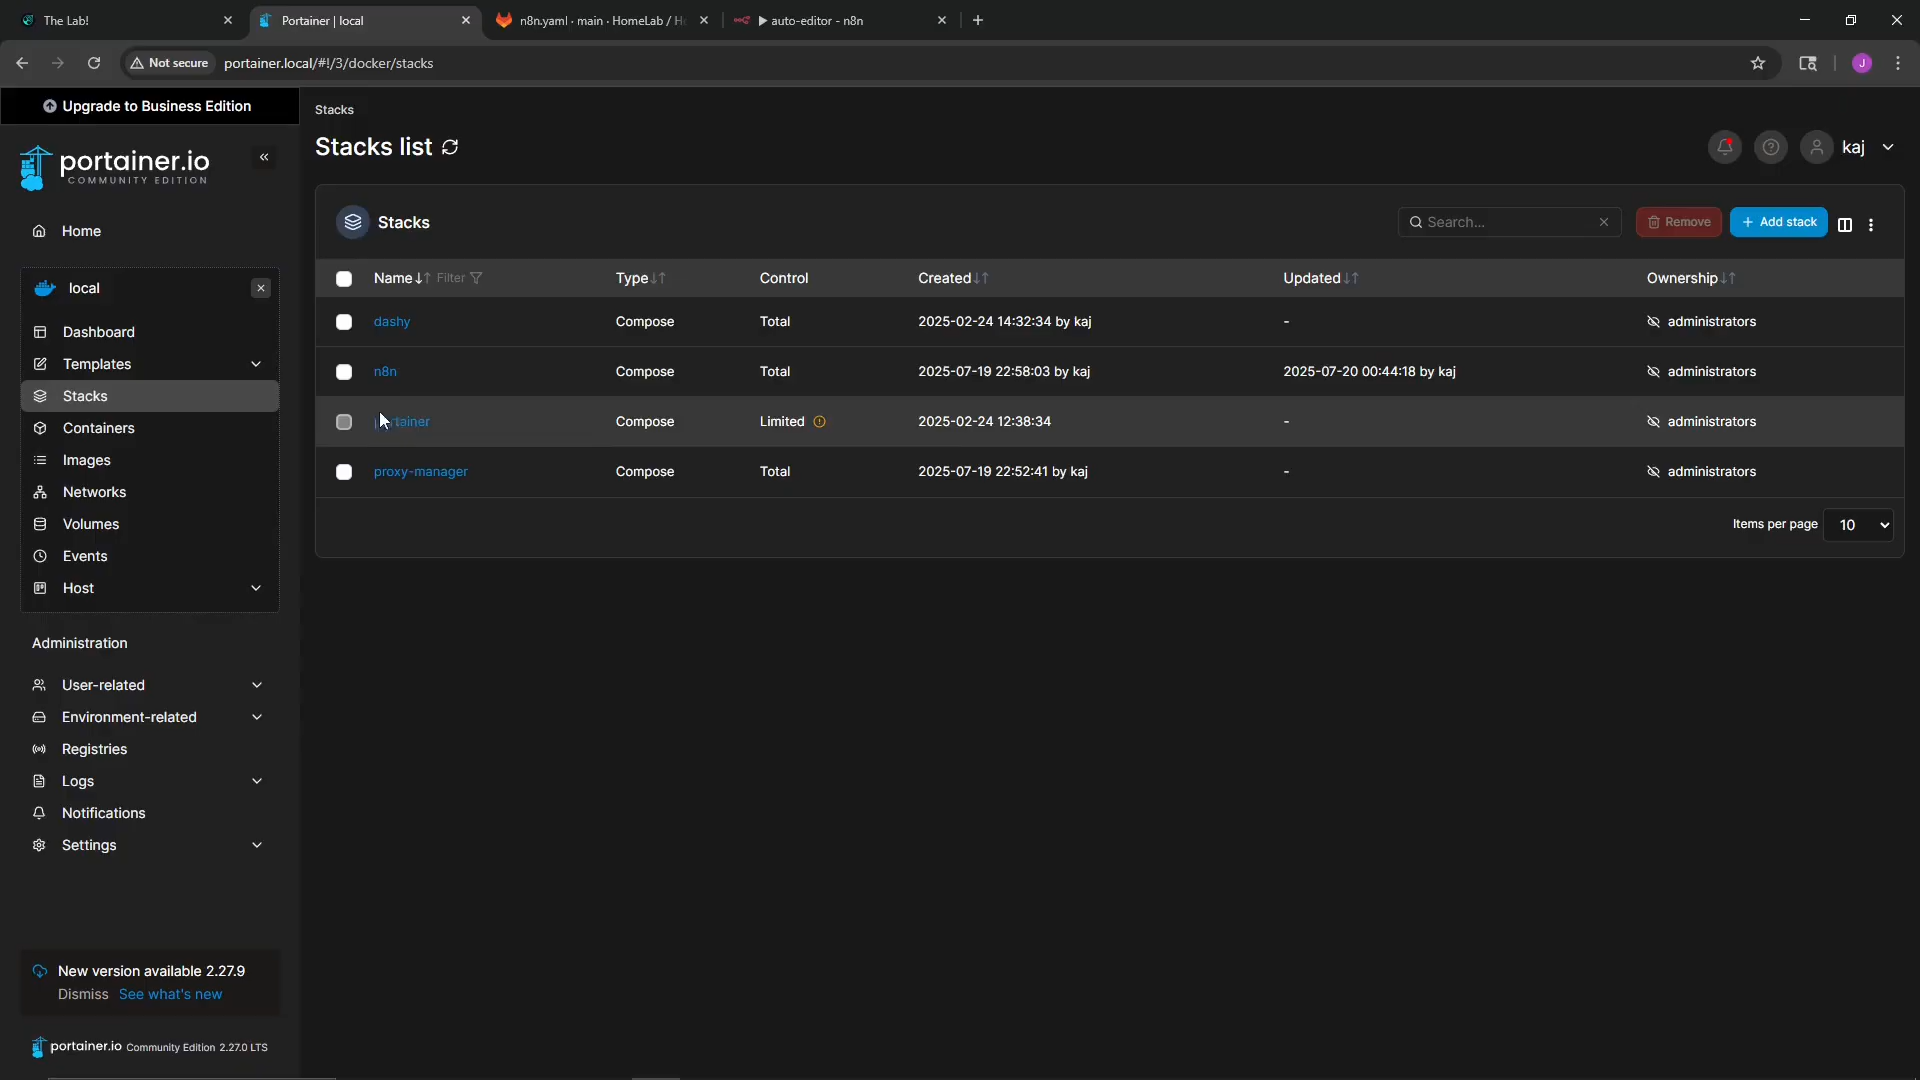 The Lab!
Portainer | local
n8n.yaml · main · HomeLab / H
▶ auto-editor - n8n
Not secure
portainer.local/#!/3/docker/stacks
J
Upgrade to Business Edition
portainer.io
COMMUNITY EDITION
Home
local
Dashboard
Templates
Stacks
Containers
Images
Networks
Volumes
Events
Host
Administration
User-related
Environment-related
Registries
Logs
Notifications
Settings
New version available 2.27.9
Dismiss See what's new
portainer.io Community Edition 2.27.0 LTS
Stacks
Stacks list
kaj
Stacks
Search...
Remove
+ Add stack
Name Filter Type Control Created Updated Ownership
dashy Compose Total 2025-02-24 14:32:34 by kaj - administrators
n8n Compose Total 2025-07-19 22:58:03 by kaj 2025-07-20 00:44:18 by kaj administrators
portainer Compose Limited 2025-02-24 12:38:34 - administrators
proxy-manager Compose Total 2025-07-19 22:52:41 by kaj - administrators
Items per page 10